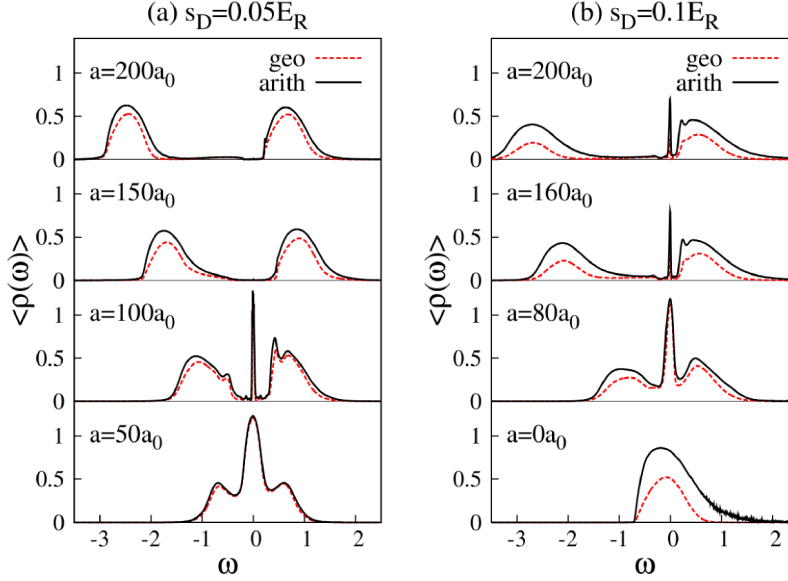 (a) s_D=0.05E_R
(b) s_D=0.1E_R
<ρ(ω)>
1
0.5
0
a=200a_0
geo
arith
1
0.5
0
a=150a_0
1
0.5
0
a=100a_0
1
0.5
0
a=50a_0
-3 -2 -1 0 1 2
ω
<ρ(ω)>
1
0.5
0
a=200a_0
geo
arith
1
0.5
0
a=160a_0
1
0.5
0
a=80a_0
1
0.5
0
a=0a_0
-3 -2 -1 0 1 2
ω